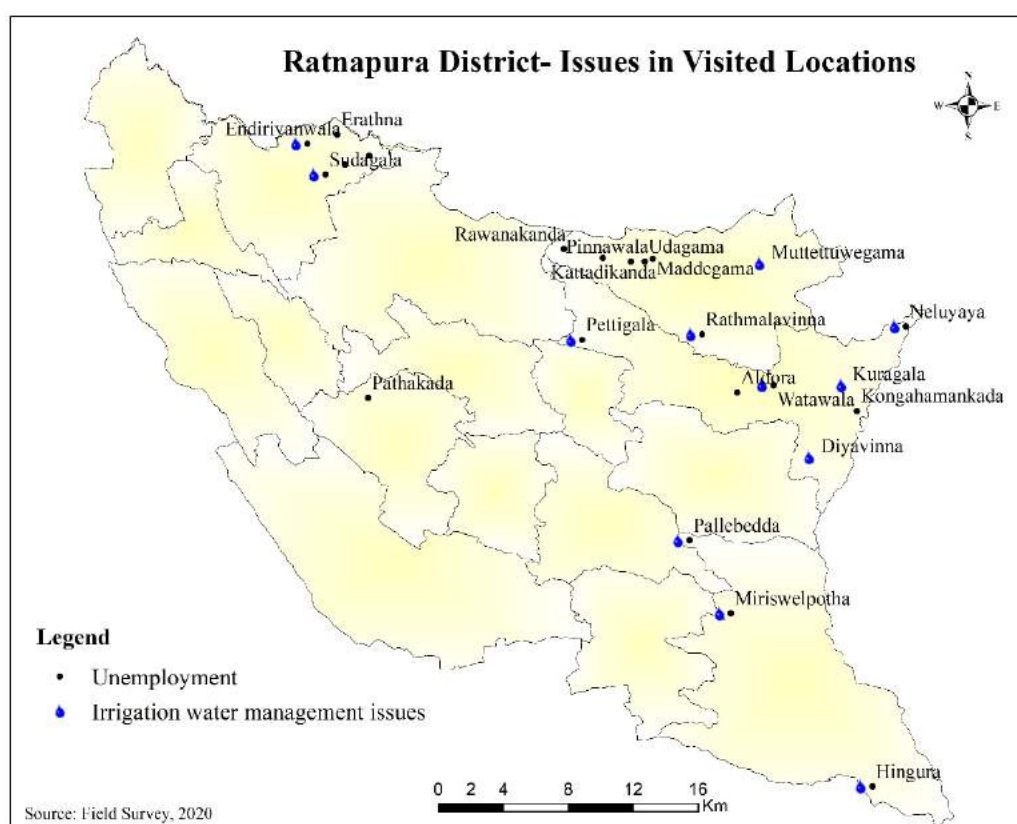 Ratnapura District- Issues in Visited Locations
N
W E
S
Erathna
Endiriyanwala
Sudagala
Rawanakanda
Pinnawala Udagama
Kattadikanda Maddegama
Muttettuwegama
Neluyaya
Rathmalavinna
Pettigala
Aldora
Kuragala
Pathakada
Watawala
Kongahamankada
Diyavinna
Pallebedda
Miriswelpotha
Legend
Unemployment
Irrigation water management issues
Hingura
0 2 4 8 12 16
Km
Source: Field Survey, 2020